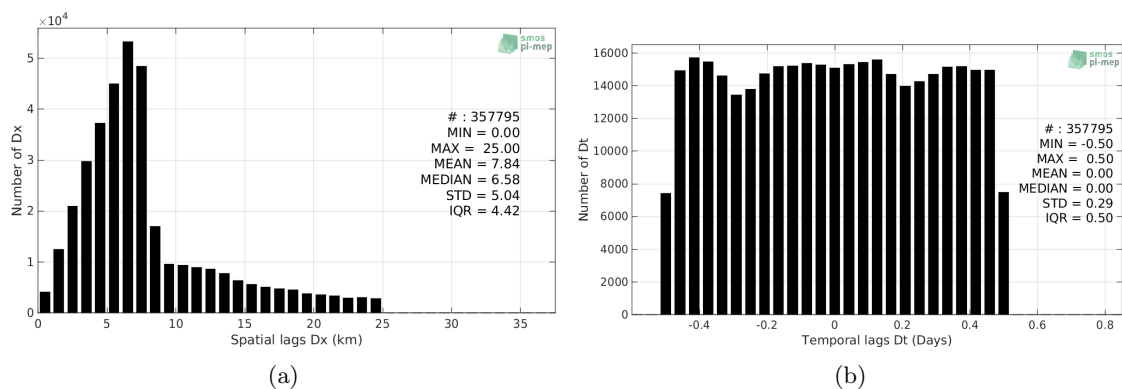 ×10⁴
5
4
3
2
1
0
Number of Dx
smos
pi-mep
# : 357795
MIN = 0.00
MAX = 25.00
MEAN = 7.84
MEDIAN = 6.58
STD = 5.04
IQR = 4.42
0 5 10 15 20 25 30 35
Spatial lags Dx (km)
(a)
16000
14000
12000
10000
8000
6000
4000
2000
0
Number of Dt
smos
pi-mep
# : 357795
MIN = -0.50
MAX = 0.50
MEAN = 0.00
MEDIAN = 0.00
STD = 0.29
IQR = 0.50
-0.4 -0.2 0 0.2 0.4 0.6 0.8
Temporal lags Dt (Days)
(b)